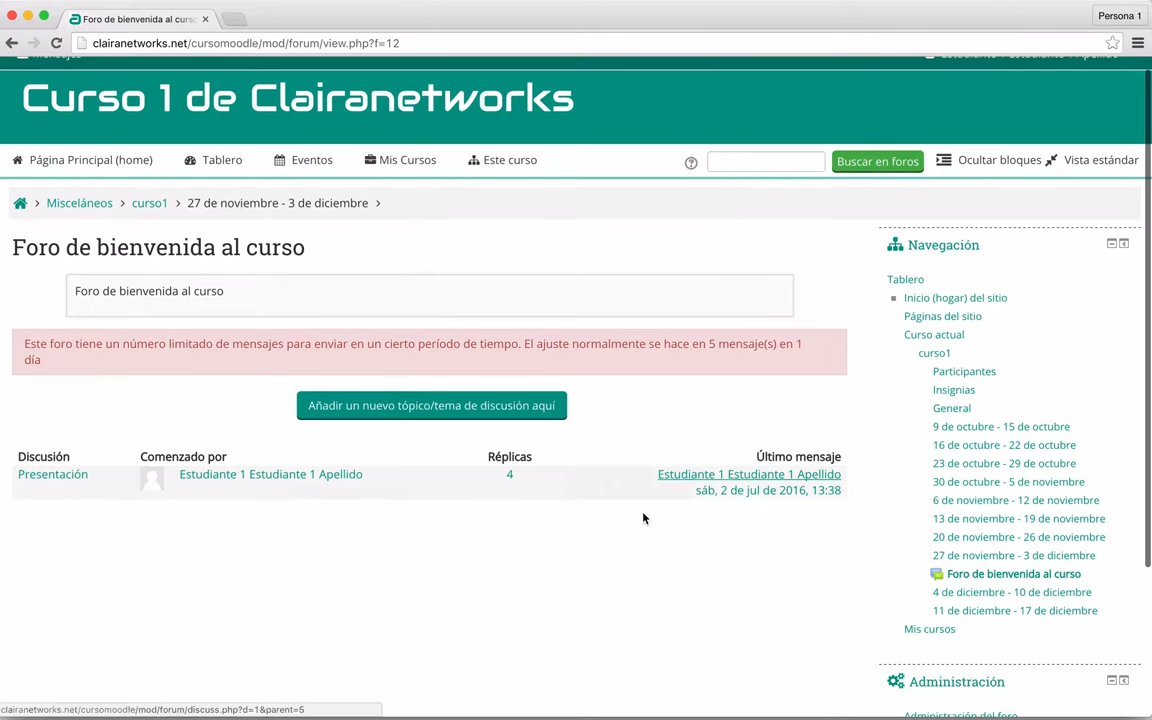 Foro de bienvenida al curso
Persona 1
clairanetworks.net/cursomoodle/mod/forum/view.php?f=12
Curso 1 de Clairanetworks
Página Principal (home) Tablero Eventos Mis Cursos Este curso Buscar en foros Ocultar bloques Vista estándar
Misceláneos > curso1 > 27 de noviembre - 3 de diciembre >
Foro de bienvenida al curso
Foro de bienvenida al curso
Este foro tiene un número limitado de mensajes para enviar en un cierto período de tiempo. El ajuste normalmente se hace en 5 mensaje(s) en 1
día
Añadir un nuevo tópico/tema de discusión aquí
Discusión Comenzado por Réplicas Último mensaje
Presentación Estudiante 1 Estudiante 1 Apellido 4 Estudiante 1 Estudiante 1 Apellido
sáb, 2 de jul de 2016, 13:38
Navegación
Tablero
Inicio (hogar) del sitio
Páginas del sitio
Curso actual
curso1
Participantes
Insignias
General
9 de octubre - 15 de octubre
16 de octubre - 22 de octubre
23 de octubre - 29 de octubre
30 de octubre - 5 de noviembre
6 de noviembre - 12 de noviembre
13 de noviembre - 19 de noviembre
20 de noviembre - 26 de noviembre
27 de noviembre - 3 de diciembre
Foro de bienvenida al curso
4 de diciembre - 10 de diciembre
11 de diciembre - 17 de diciembre
Mis cursos
Administración
Administración del foro
clairanetworks.net/cursomoodle/mod/forum/discuss.php?d=1&parent=5